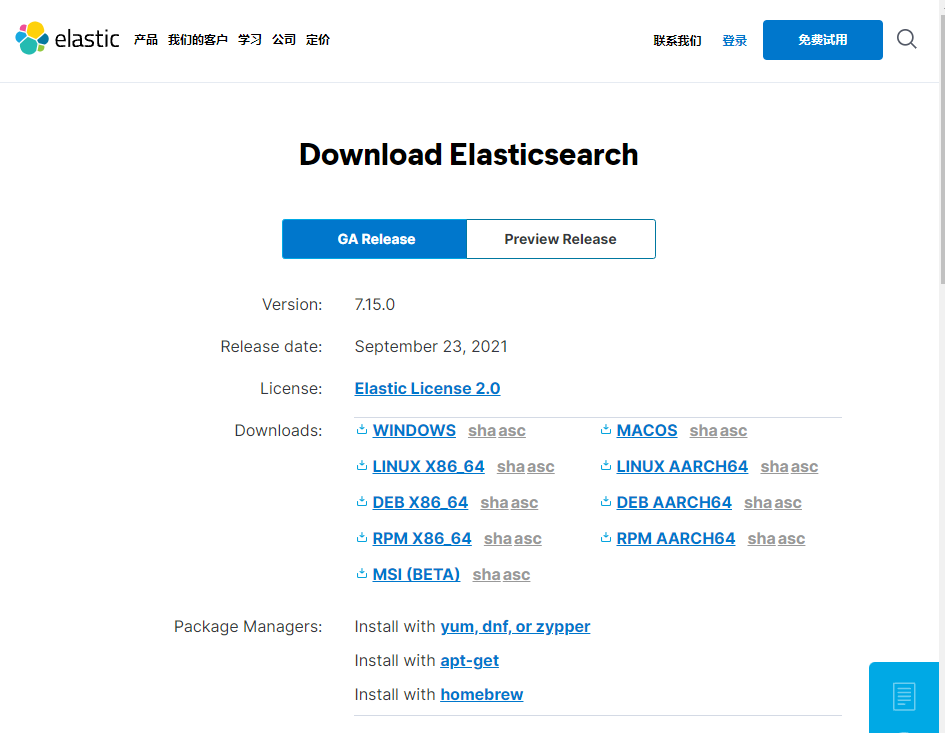 elastic 产品 我们的客户 学习 公司 定价 联系我们 登录 免费试用
Download Elasticsearch
GA Release Preview Release
Version: 7.15.0
Release date: September 23, 2021
License: Elastic License 2.0
Downloads: WINDOWS sha asc MACOS sha asc
LINUX X86_64 sha asc LINUX AARCH64 sha asc
DEB X86_64 sha asc DEB AARCH64 sha asc
RPM X86_64 sha asc RPM AARCH64 sha asc
MSI (BETA) sha asc
Package Managers: Install with yum, dnf, or zypper
Install with apt-get
Install with homebrew